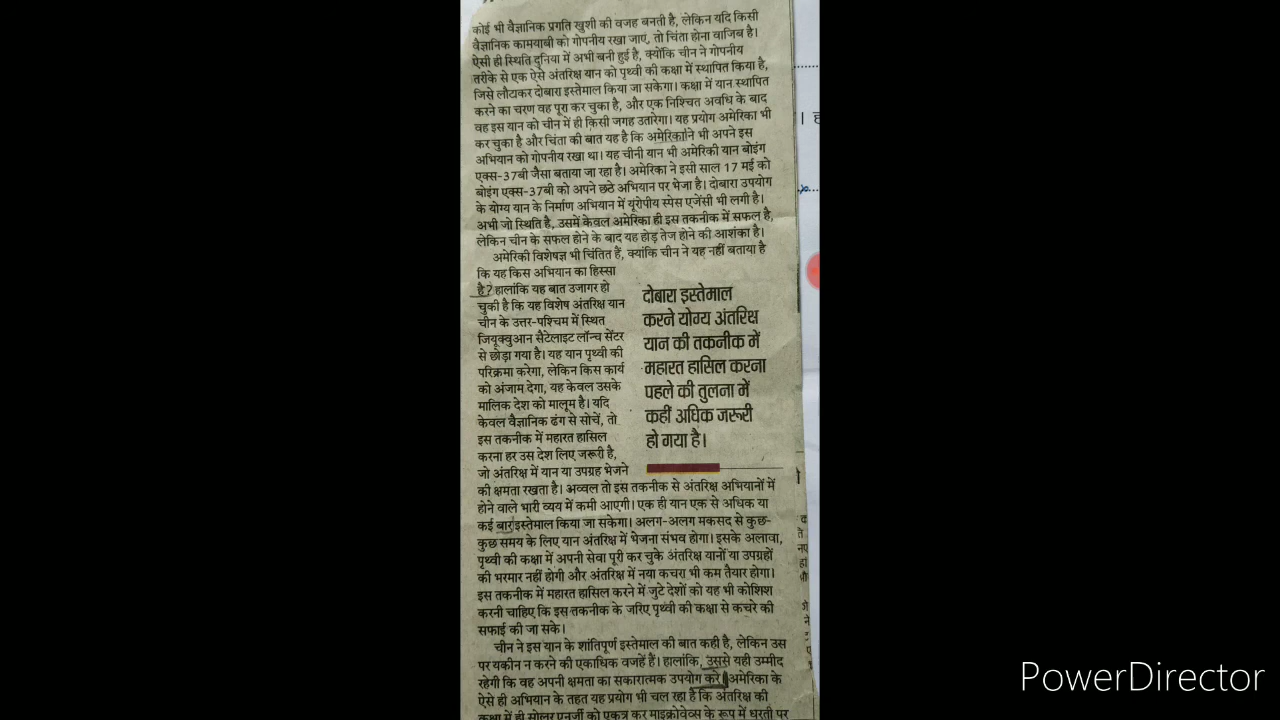 कोई भी वैज्ञानिक प्रगति खुशी की वजह बनती है, लेकिन यदि किसी
वैज्ञानिक कामयाबी को गोपनीय रखा जाए, तो चिंता होना वाजिब है।
ऐसी ही स्थिति दुनिया में अभी बनी हुई है, क्योंकि चीन ने गोपनीय
तरीके से एक ऐसे अंतरिक्ष यान को पृथ्वी की कक्षा में स्थापित किया है,
जिसे लौटाकर दोबारा इस्तेमाल किया जा सकेगा। कक्षा में यान स्थापित
करने का चरण वह पूरा कर चुका है, और एक निश्चित अवधि के बाद
वह इस यान को चीन में ही किसी जगह उतारेगा। यह प्रयोग अमेरिका भी
कर चुका है और चिंता की बात यह है कि अमेरिका ने भी अपने इस
अभियान को गोपनीय रखा था। यह चीनी यान भी अमेरिकी यान बोइंग
एक्स-37बी जैसा बताया जा रहा है। अमेरिका ने इसी साल 17 मई को
बोइंग एक्स-37बी को अपने छठे अभियान पर भेजा है। दोबारा उपयोग
के योग्य यान के निर्माण अभियान में यूरोपीय स्पेस एजेंसी भी लगी है।
अभी जो स्थिति है, उसमें केवल अमेरिका ही इस तकनीक में सफल है,
लेकिन चीन के सफल होने के बाद यह होड़ तेज होने की आशंका है।
अमेरिकी विशेषज्ञ भी चिंतित हैं, क्योंकि चीन ने यह नहीं बताया है
कि यह किस अभियान का हिस्सा
है? हालांकि यह बात उजागर हो
चुकी है कि यह विशेष अंतरिक्ष यान
चीन के उत्तर-पश्चिम में स्थित
जियूक्वुआन सैटेलाइट लॉन्च सेंटर
से छोड़ा गया है। यह यान पृथ्वी की
परिक्रमा करेगा, लेकिन किस कार्य
को अंजाम देगा, यह केवल उसके
मालिक देश को मालूम है। यदि
केवल वैज्ञानिक ढंग से सोचें, तो
इस तकनीक में महारत हासिल
करना हर उस देश लिए जरूरी है,
जो अंतरिक्ष में यान या उपग्रह भेजने
की क्षमता रखता है। अव्वल तो इस तकनीक से अंतरिक्ष अभियानों में
होने वाले भारी व्यय में कमी आएगी। एक ही यान एक से अधिक या
कई बार इस्तेमाल किया जा सकेगा। अलग-अलग मकसद से कुछ-
कुछ समय के लिए यान अंतरिक्ष में भेजना संभव होगा। इसके अलावा,
पृथ्वी की कक्षा में अपनी सेवा पूरी कर चुके अंतरिक्ष यानों या उपग्रहों
की भरमार नहीं होगी और अंतरिक्ष में नया कचरा भी कम तैयार होगा।
इस तकनीक में महारत हासिल करने में जुटे देशों को यह भी कोशिश
करनी चाहिए कि इस तकनीक के जरिए पृथ्वी की कक्षा से कचरे की
सफाई की जा सके।
चीन ने इस यान के शांतिपूर्ण इस्तेमाल की बात कही है, लेकिन उस
पर यकीन न करने की एकाधिक वजहें हैं। हालांकि, उससे यही उम्मीद
रहेगी कि वह अपनी क्षमता का सकारात्मक उपयोग करे। अमेरिका के
ऐसे ही अभियान के तहत यह प्रयोग भी चल रहा है कि अंतरिक्ष की
कक्षा में ही सोलर एनर्जी को एकत्र कर माइक्रोवेव्स के रूप में धरती पर
दोबारा इस्तेमाल
करने योग्य अंतरिक्ष
यान की तकनीक में
महारत हासिल करना
पहले की तुलना में
कहीं अधिक जरूरी
हो गया है।
PowerDirector